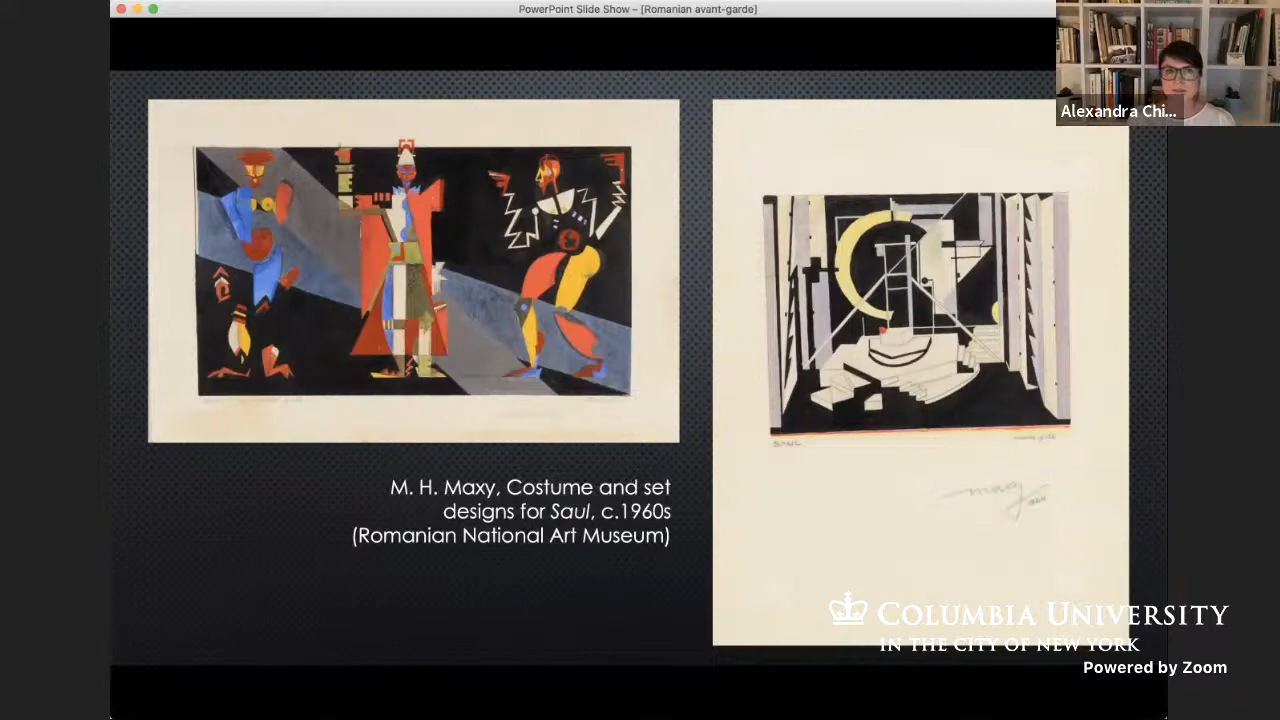 PowerPoint Slide Show – [Romanian avant-garde]
Alexandra Chi...
M. H. Maxy, Costume and set
designs for Saul, c.1960s
(Romanian National Art Museum)
COLUMBIA UNIVERSITY
IN THE CITY OF NEW YORK
Powered by Zoom